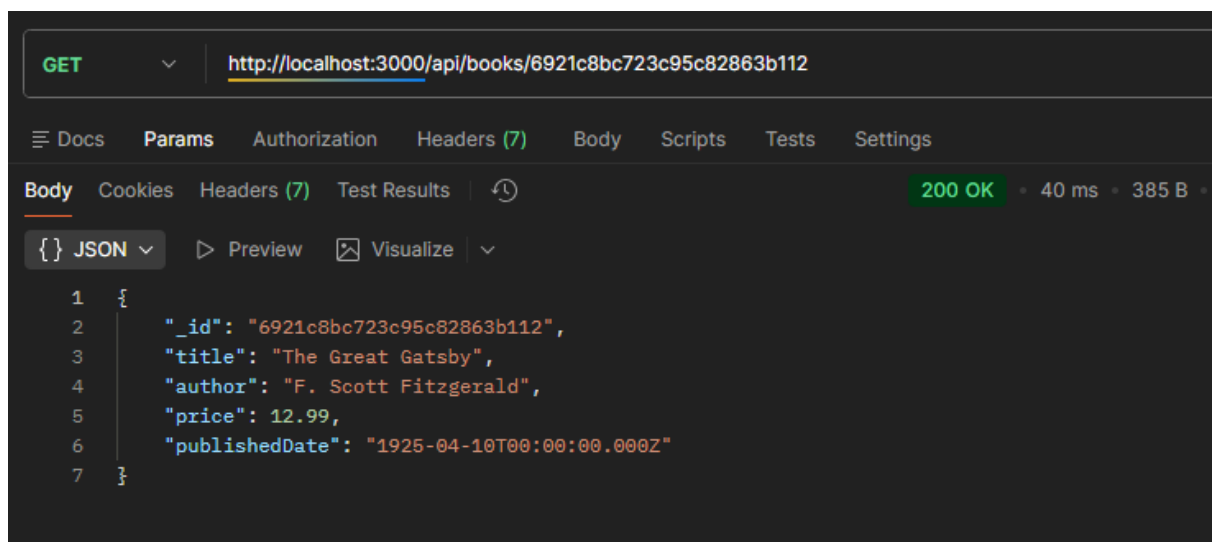 GET http://localhost:3000/api/books/6921c8bc723c95c82863b112
Docs Params Authorization Headers (7) Body Scripts Tests Settings
Body Cookies Headers (7) Test Results 200 OK • 40 ms • 385 B •
{} JSON Preview Visualize
1 {
2 "_id": "6921c8bc723c95c82863b112",
3 "title": "The Great Gatsby",
4 "author": "F. Scott Fitzgerald",
5 "price": 12.99,
6 "publishedDate": "1925-04-10T00:00:00.000Z"
7 }